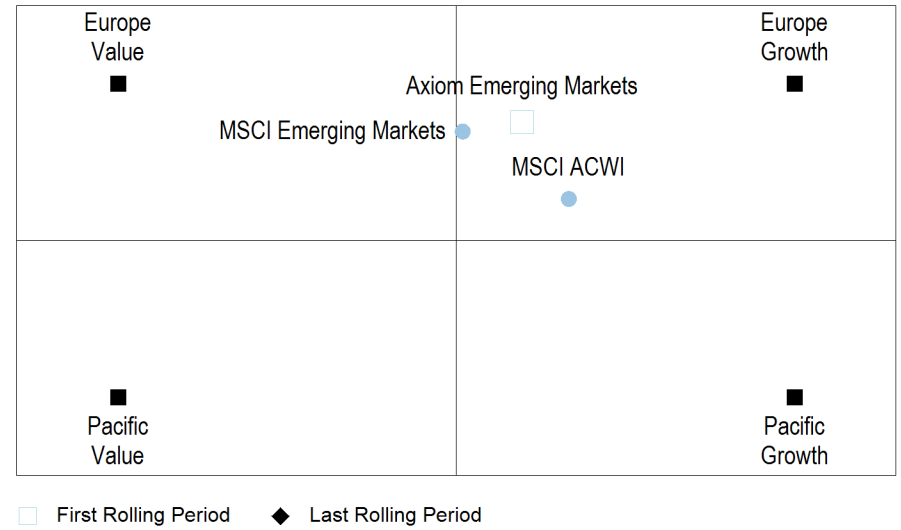 Europe
Value
Europe
Growth
Axiom Emerging Markets
MSCI Emerging Markets
MSCI ACWI
Pacific
Value
Pacific
Growth
First Rolling Period
Last Rolling Period